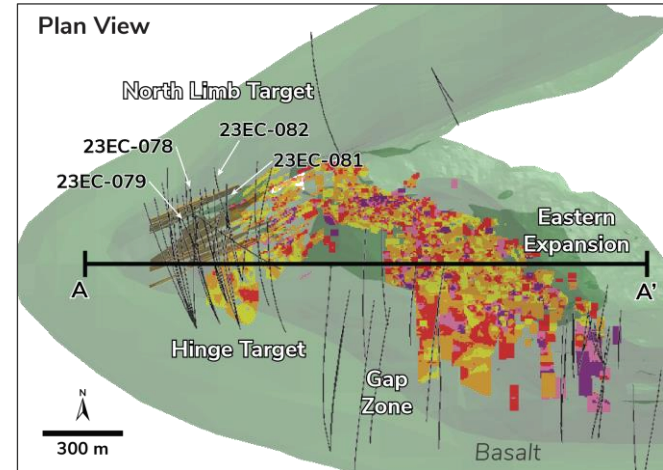 Plan View
North Limb Target
23EC-082
23EC-078
23EC-081
23EC-079
Eastern
Expansion
A
A'
Hinge Target
Gap
Zone
N
300 m
Basalt